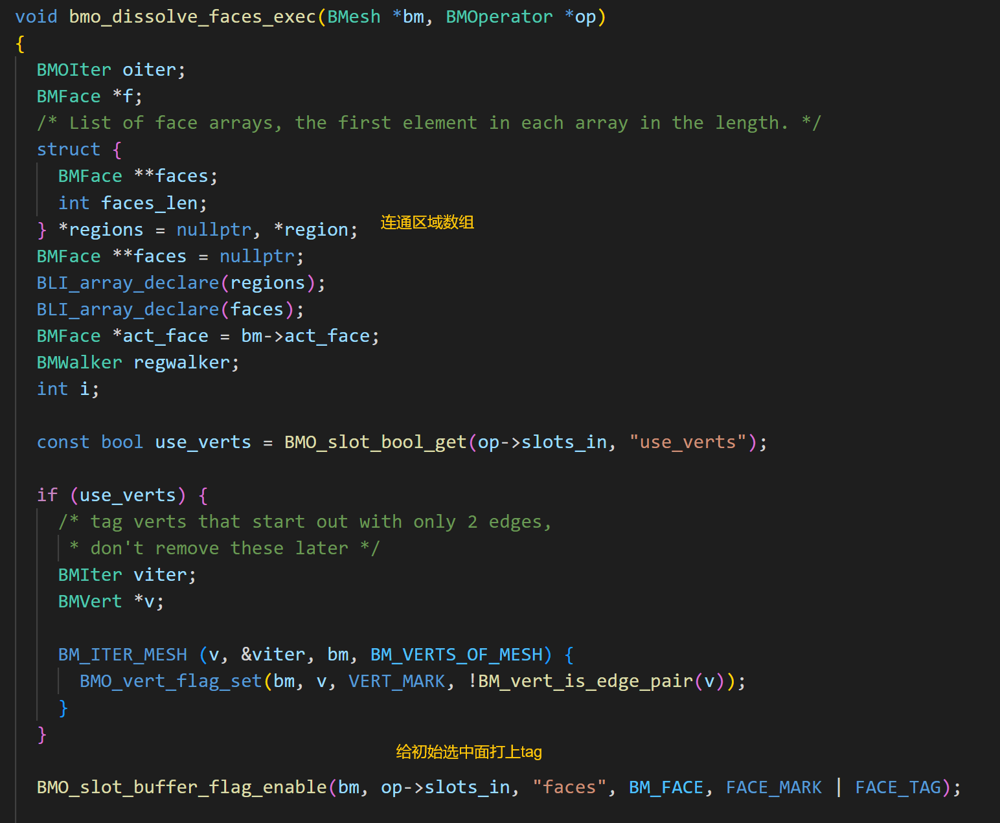 void bmo_dissolve_faces_exec(BMesh *bm, BMOperator *op)
{
  BMOIter oiter;
  BMFace *f;
  /* List of face arrays, the first element in each array in the length. */
  struct {
    BMFace **faces;
    int faces_len;
  } *regions = nullptr, *region; 连通区域数组
  BMFace **faces = nullptr;
  BLI_array_declare(regions);
  BLI_array_declare(faces);
  BMFace *act_face = bm->act_face;
  BMWalker regwalker;
  int i;

  const bool use_verts = BMO_slot_bool_get(op->slots_in, "use_verts");

  if (use_verts) {
    /* tag verts that start out with only 2 edges,
     * don't remove these later */
    BMIter viter;
    BMVert *v;

    BM_ITER_MESH (v, &viter, bm, BM_VERTS_OF_MESH) {
      BMO_vert_flag_set(bm, v, VERT_MARK, !BM_vert_is_edge_pair(v));
    }
  }
给初始选中面打上tag
  BMO_slot_buffer_flag_enable(bm, op->slots_in, "faces", BM_FACE, FACE_MARK | FACE_TAG);